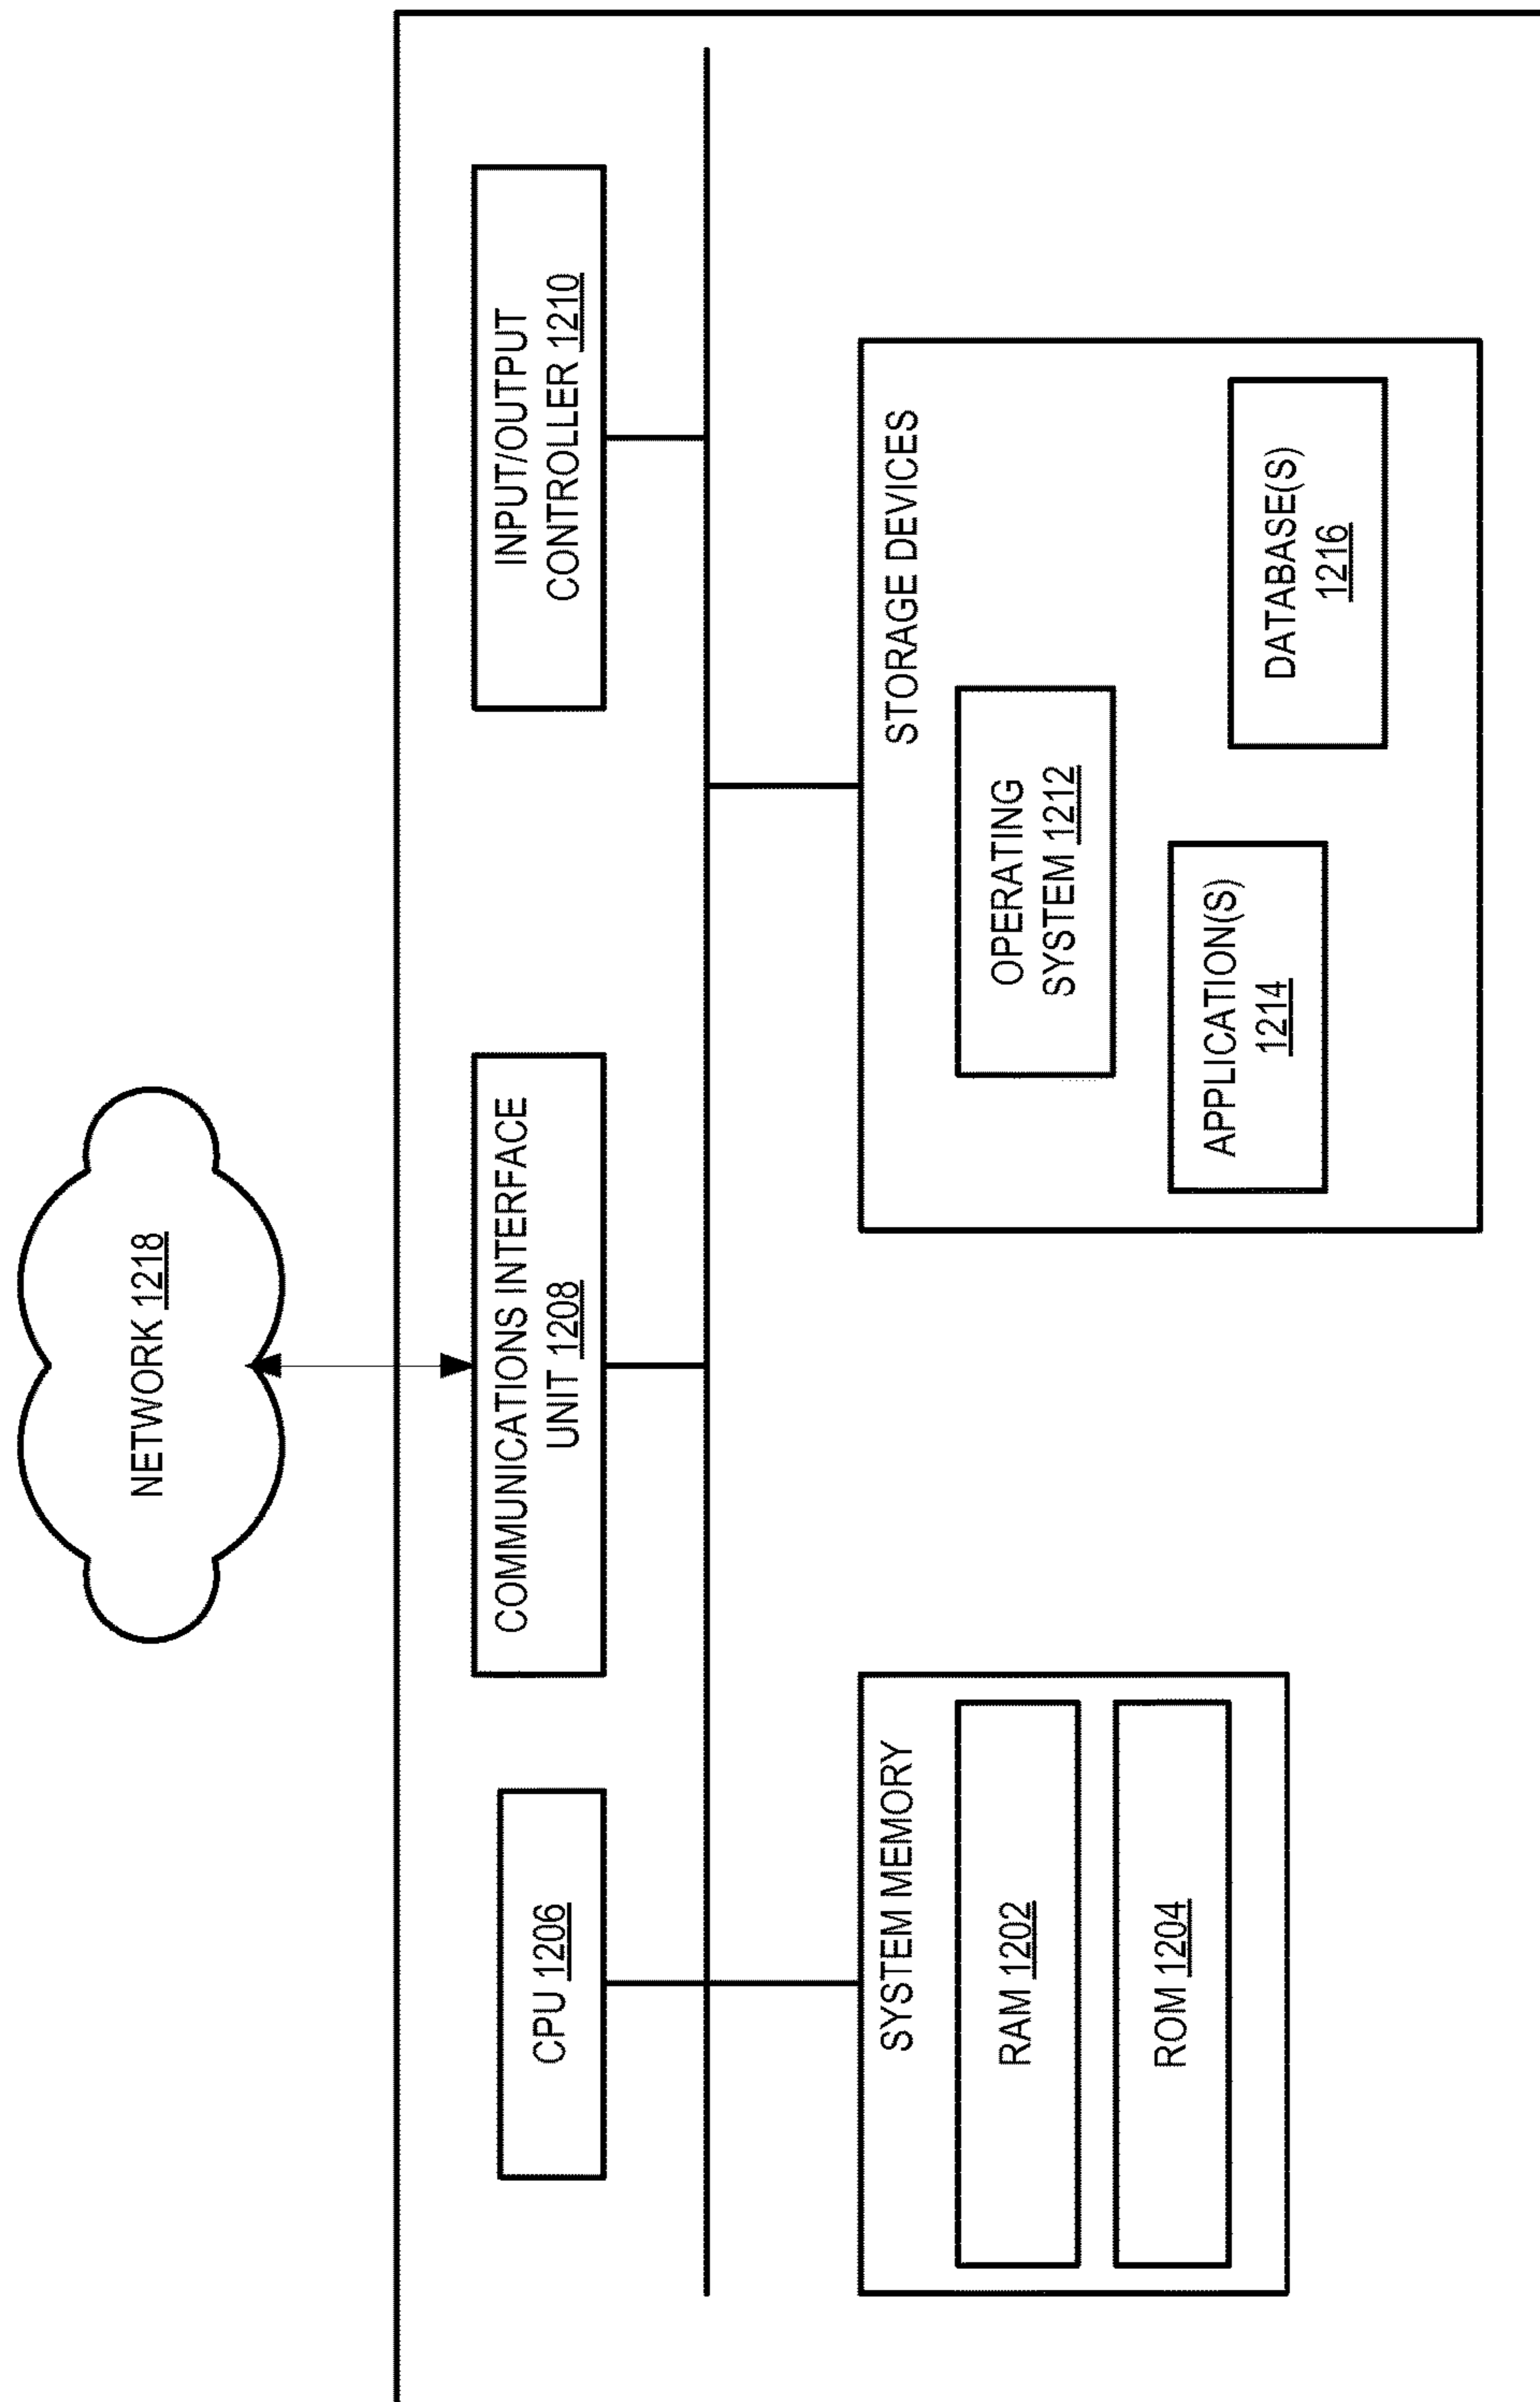 NETWORK 1218
CPU 1206
COMMUNICATIONS INTERFACE
UNIT 1208
INPUT/OUTPUT
CONTROLLER 1210
SYSTEM MEMORY
RAM 1202
ROM 1204
STORAGE DEVICES
OPERATING
SYSTEM 1212
APPLICATION(S)
1214
DATABASE(S)
1216